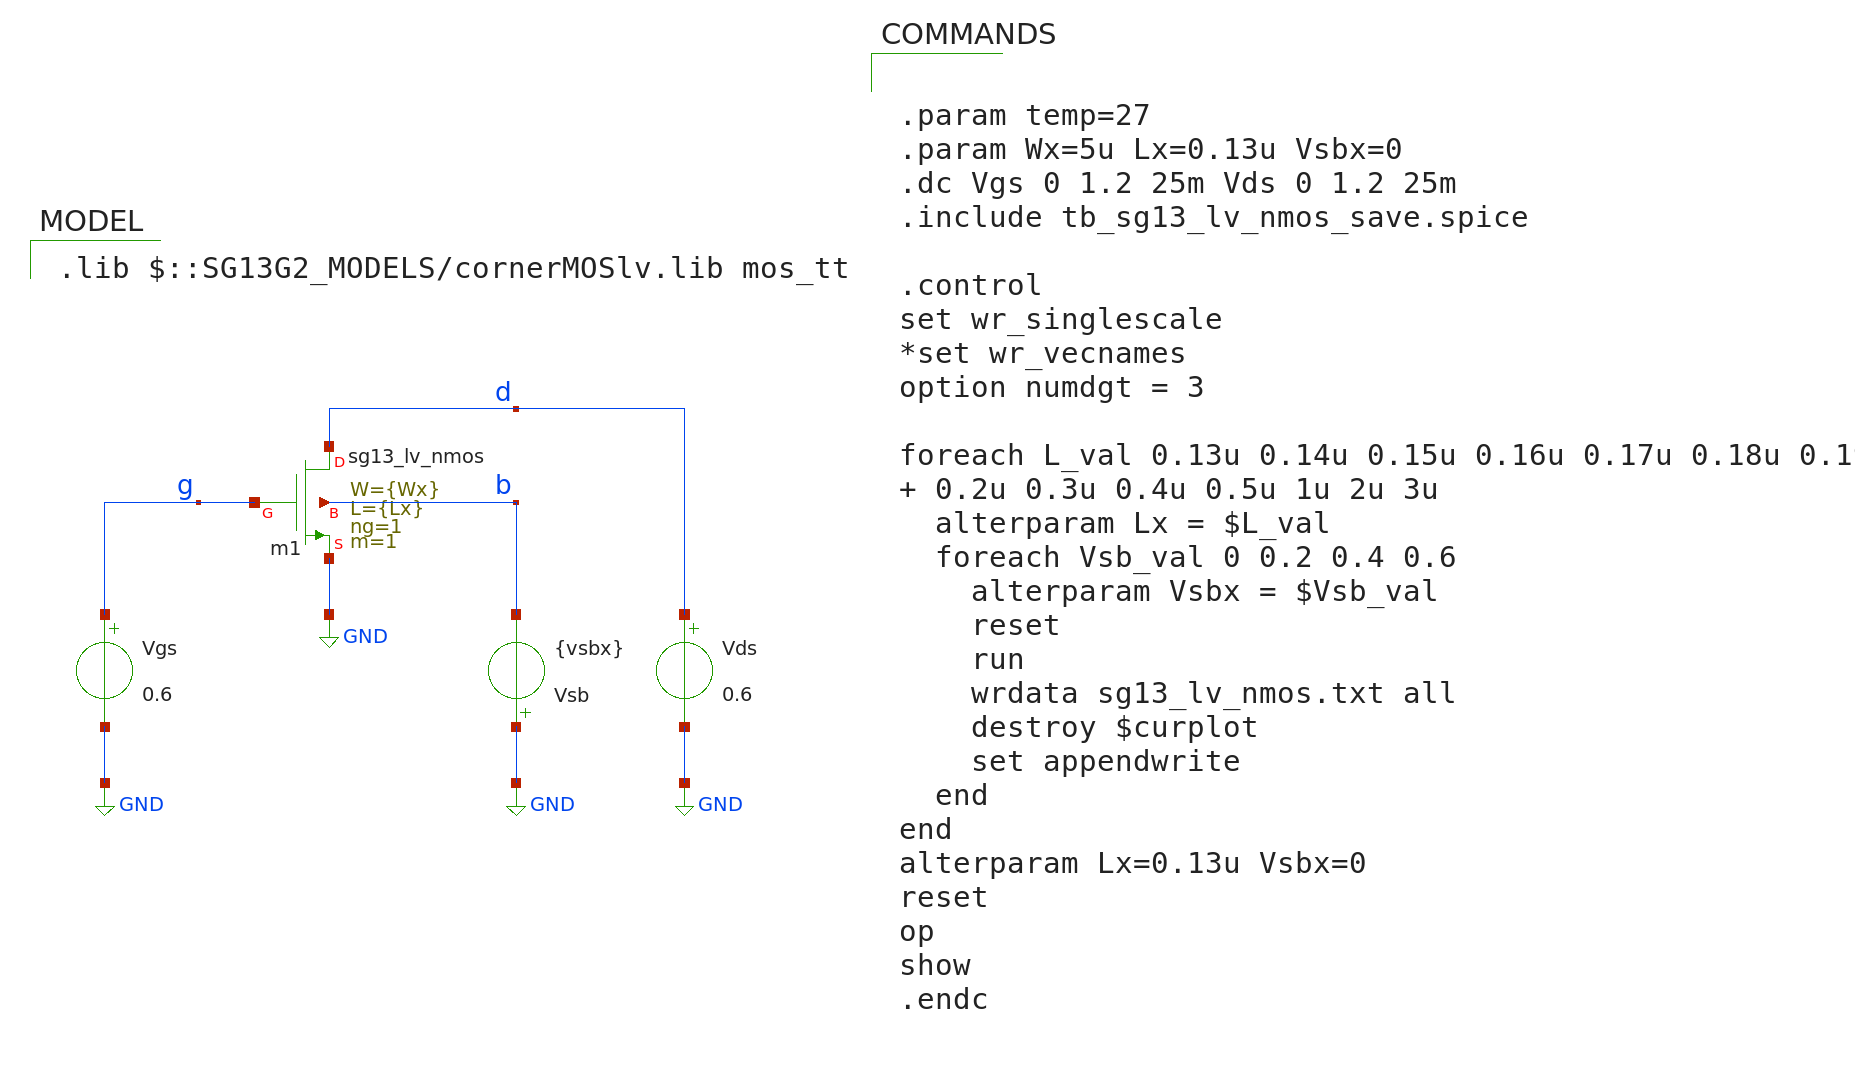 COMMANDS
.param temp=27
.param Wx=5u Lx=0.13u Vsbx=0
.dc Vgs 0 1.2 25m Vds 0 1.2 25m
.include tb_sg13_lv_nmos_save.spice
.control
set wr_singlescale
*set wr_vecnames
option numdgt = 3
foreach L_val 0.13u 0.14u 0.15u 0.16u 0.17u 0.18u 0.1
+ 0.2u 0.3u 0.4u 0.5u 1u 2u 3u
alterparam Lx = $L_val
foreach Vsb_val 0 0.2 0.4 0.6
alterparam Vsbx = $Vsb_val
reset
run
wrdata sg13_lv_nmos.txt all
destroy $curplot
set appendwrite
end
end
alterparam Lx=0.13u Vsbx=0
reset
op
show
.endc
MODEL
.lib $::SG13G2_MODELS/cornerMOSlv.lib mos_tt
d
D
sg13_lv_nmos
g
b
W={Wx}
G
B
L={Lx}
ng=1
S
m=1
m1
GND
+
Vgs
0.6
GND
{vsbx}
Vsb
+
GND
+
Vds
0.6
GND